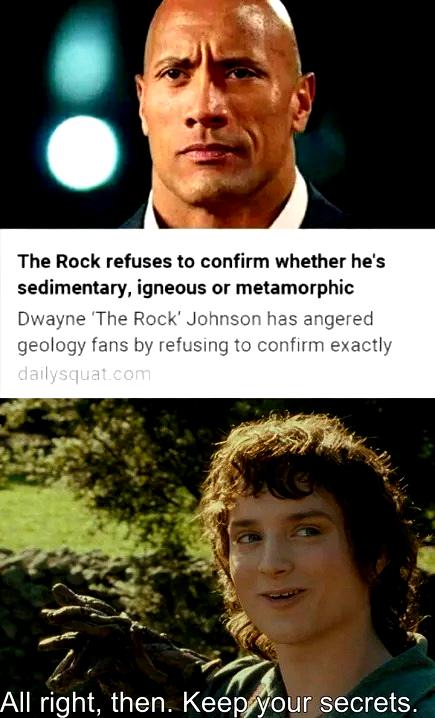 The Rock refuses to confirm whether he's
sedimentary, igneous or metamorphic
Dwayne 'The Rock' Johnson has angered
geology fans by refusing to confirm exactly
dailysquat.com
All right, then. Keep your secrets.